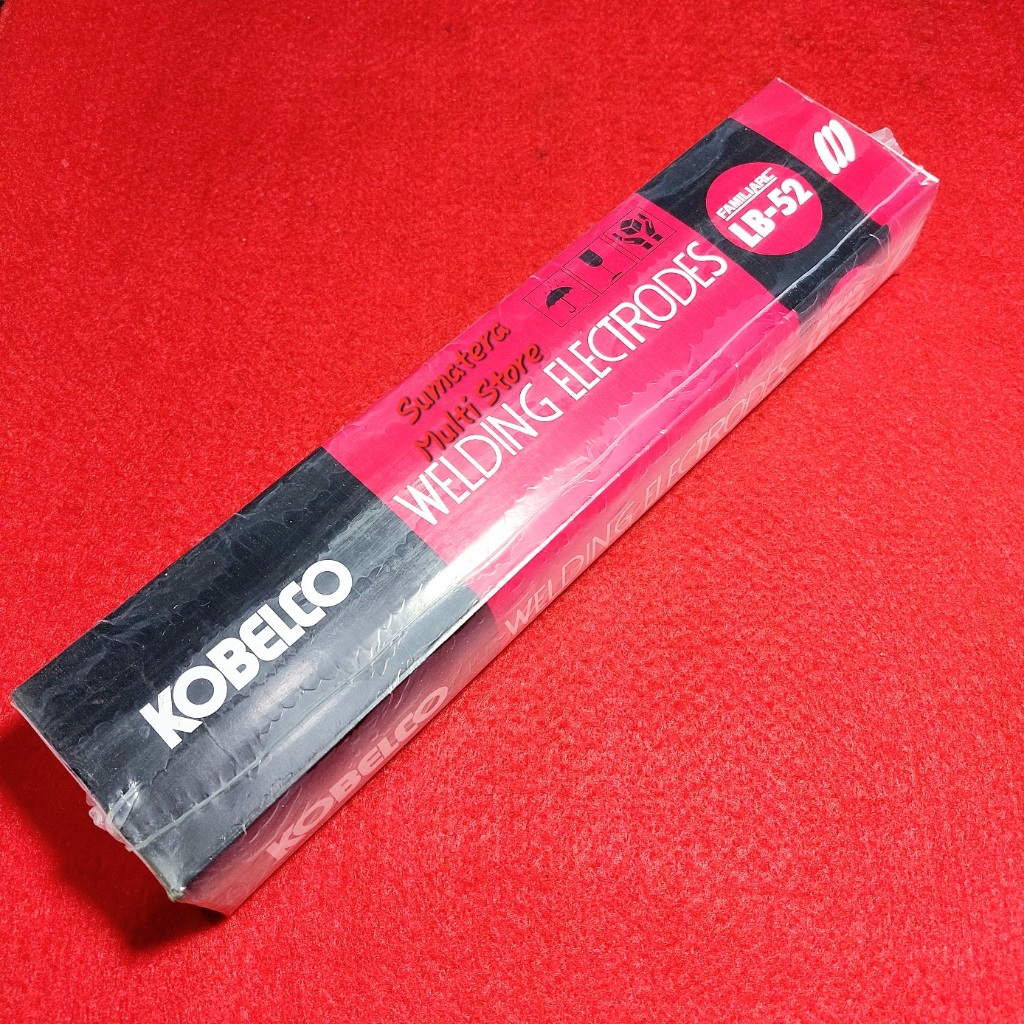 FAMILIARC
LB-52
Sumatera
Multi Store
WELDING ELECTRODES
KOBELCO
WELDING ELECTRODES
KOBELCO